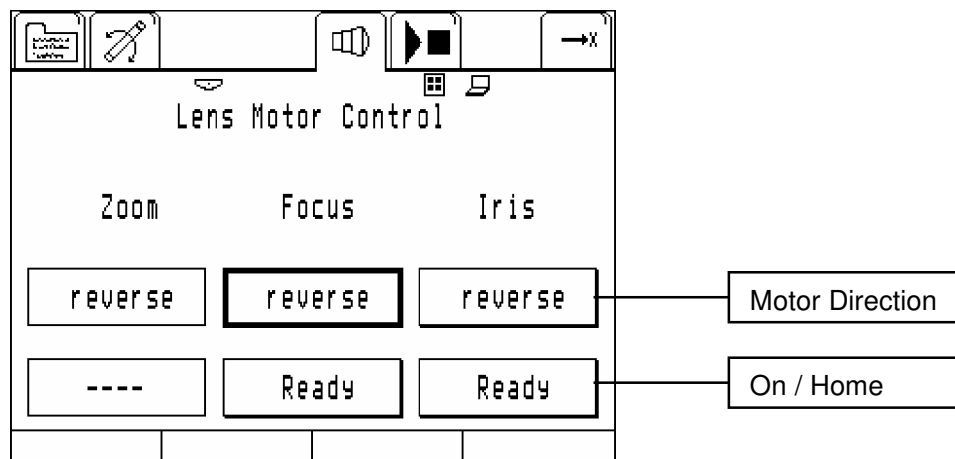 x
Lens Motor Control
Zoom Focus Iris
reverse reverse reverse Motor Direction
---- Ready Ready On / Home